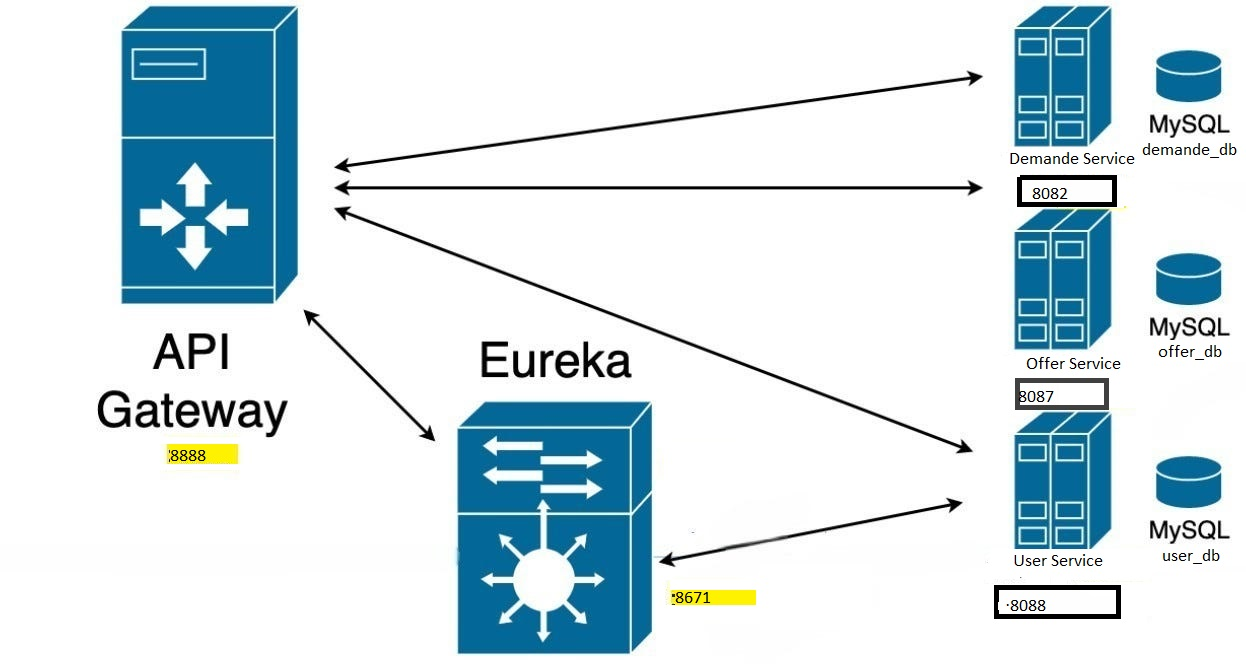 API
Gateway
:8888
Eureka
:8671
Demande Service
8082
MySQL
demande_db
Offer Service
8087
MySQL
offer_db
User Service
·8088
MySQL
user_db